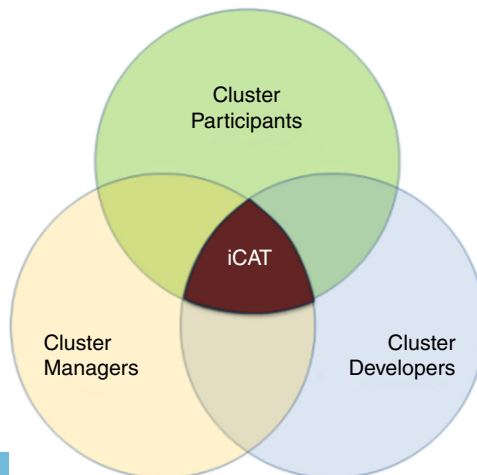 Cluster
Participants
iCAT
Cluster
Managers
Cluster
Developers